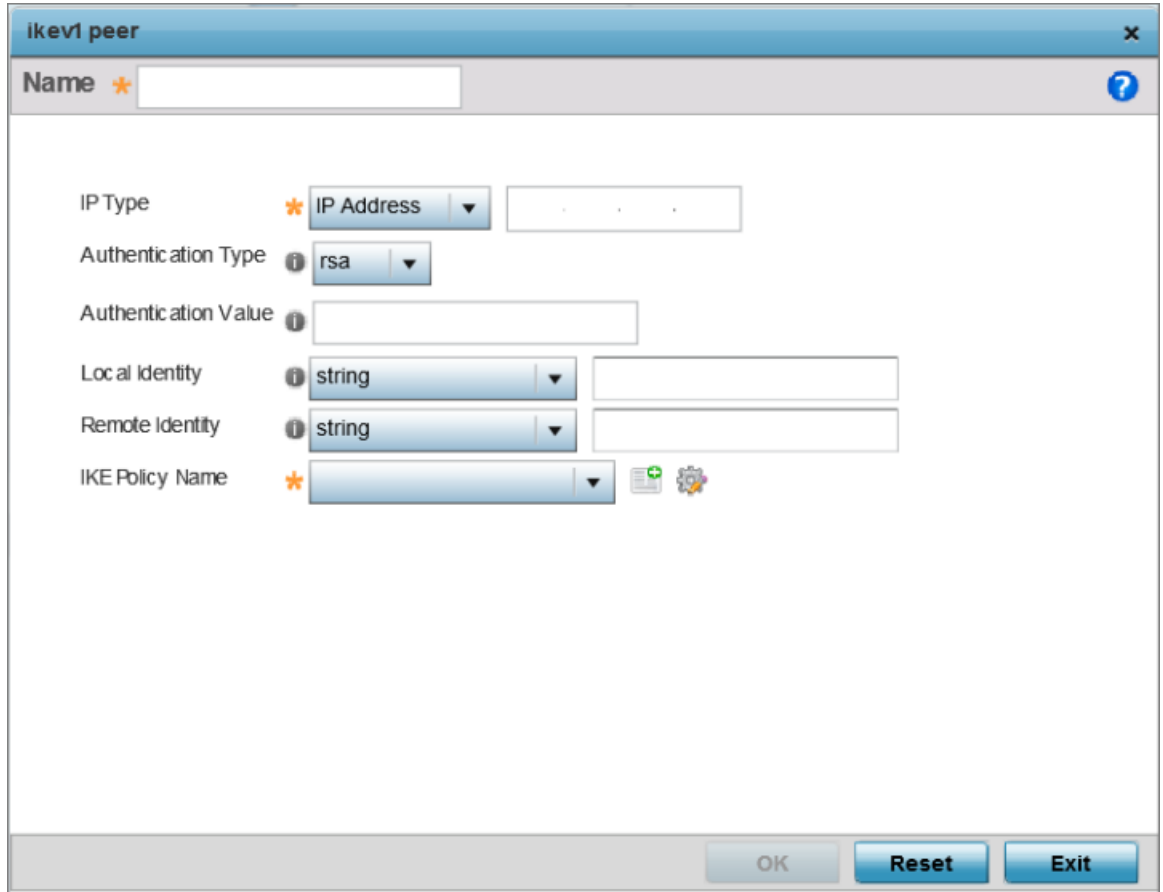 ikev1 peer
Name *
IP Type * IP Address . . .
Authentication Type rsa
Authentication Value
Local Identity string
Remote Identity string
IKE Policy Name *
OK Reset Exit